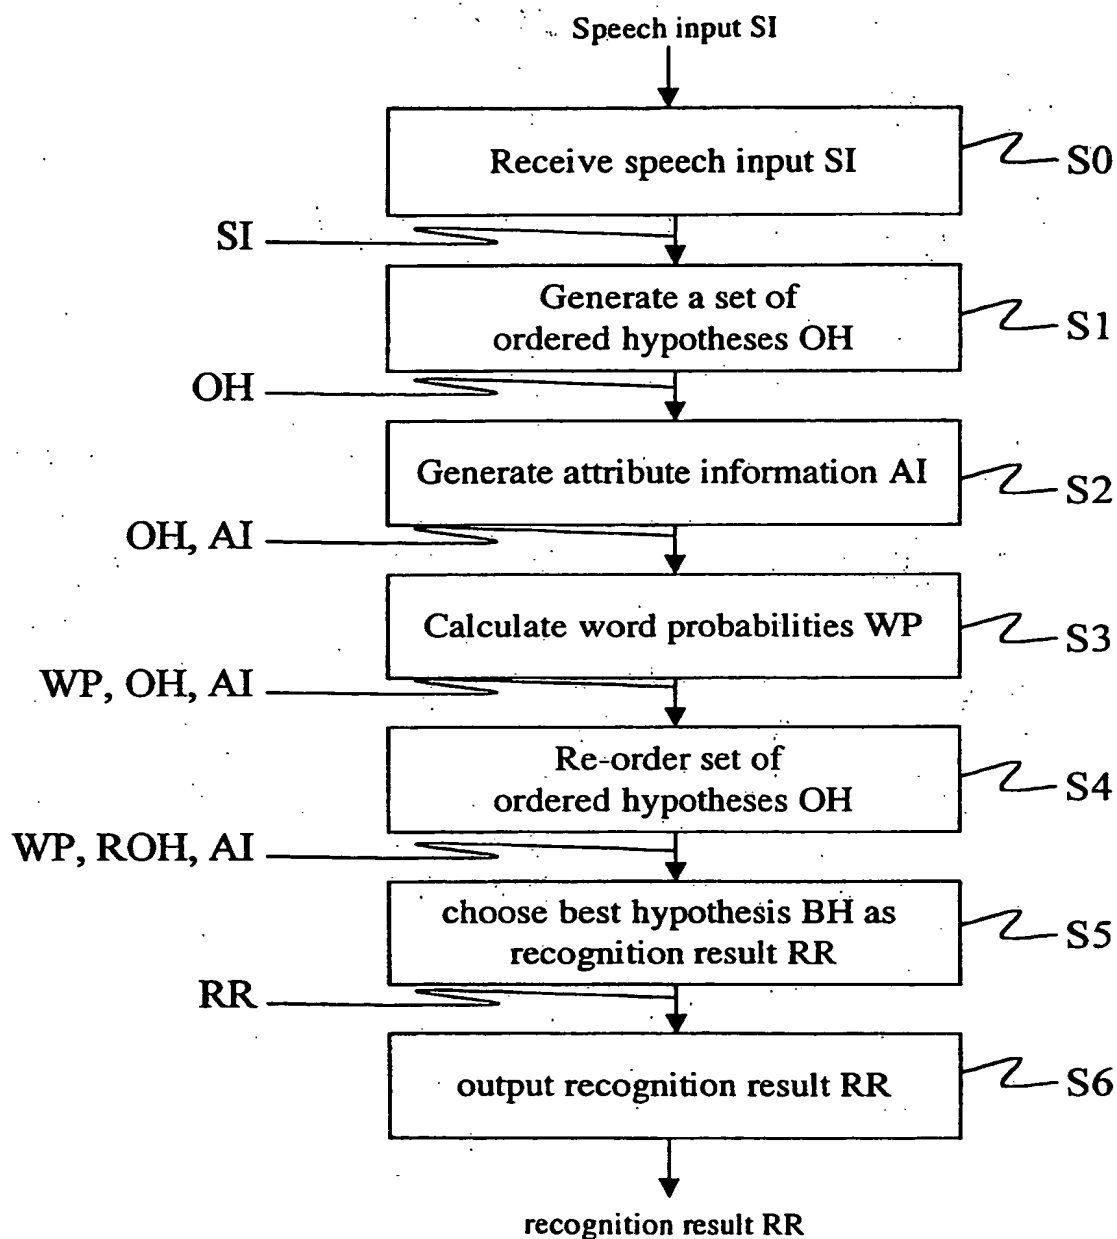 Speech input SI
Receive speech input SI
S0
SI
Generate a set of
ordered hypotheses OH
S1
OH
Generate attribute information AI
S2
OH, AI
Calculate word probabilities WP
S3
WP, OH, AI
Re-order set of
ordered hypotheses OH
S4
WP, ROH, AI
choose best hypothesis BH as
recognition result RR
S5
RR
output recognition result RR
S6
recognition result RR